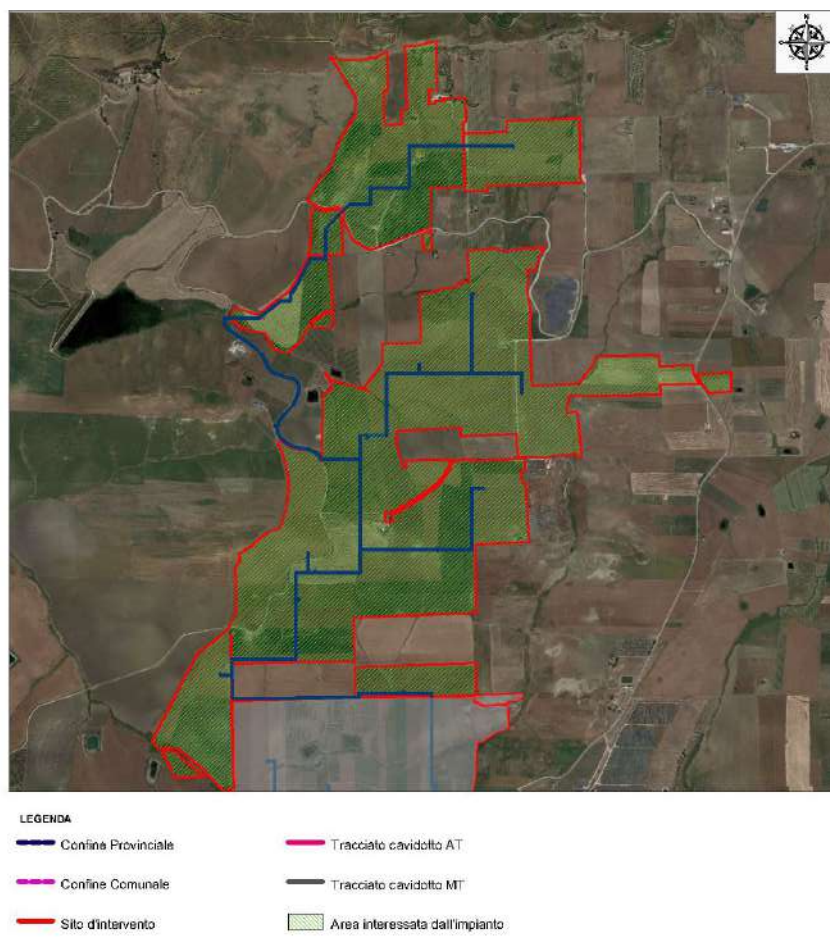 N
LEGENDA
Confine Provinciale
Tracciato cavidotto AT
Confine Comunale
Tracciato cavidotto MT
Sito d'intervento
Area interessata dall'impianto